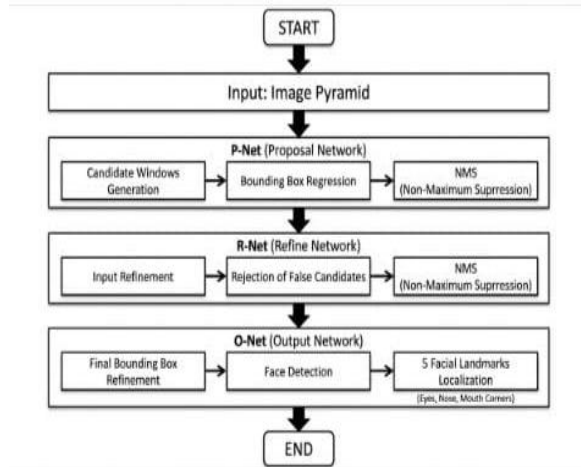 START
Input: Image Pyramid
P-Net (Proposal Network)
Candidate Windows
Generation
Bounding Box Regression
NMS
(Non-Maximum Suprression)
R-Net (Refine Network)
Input Refinement
Rejection of False Candidates
NMS
(Non-Maximum Suprression)
O-Net (Output Network)
Final Bounding Box
Refinement
Face Detection
5 Facial Landmarks
Localization
(Eyes, Nose, Mouth Corners)
END